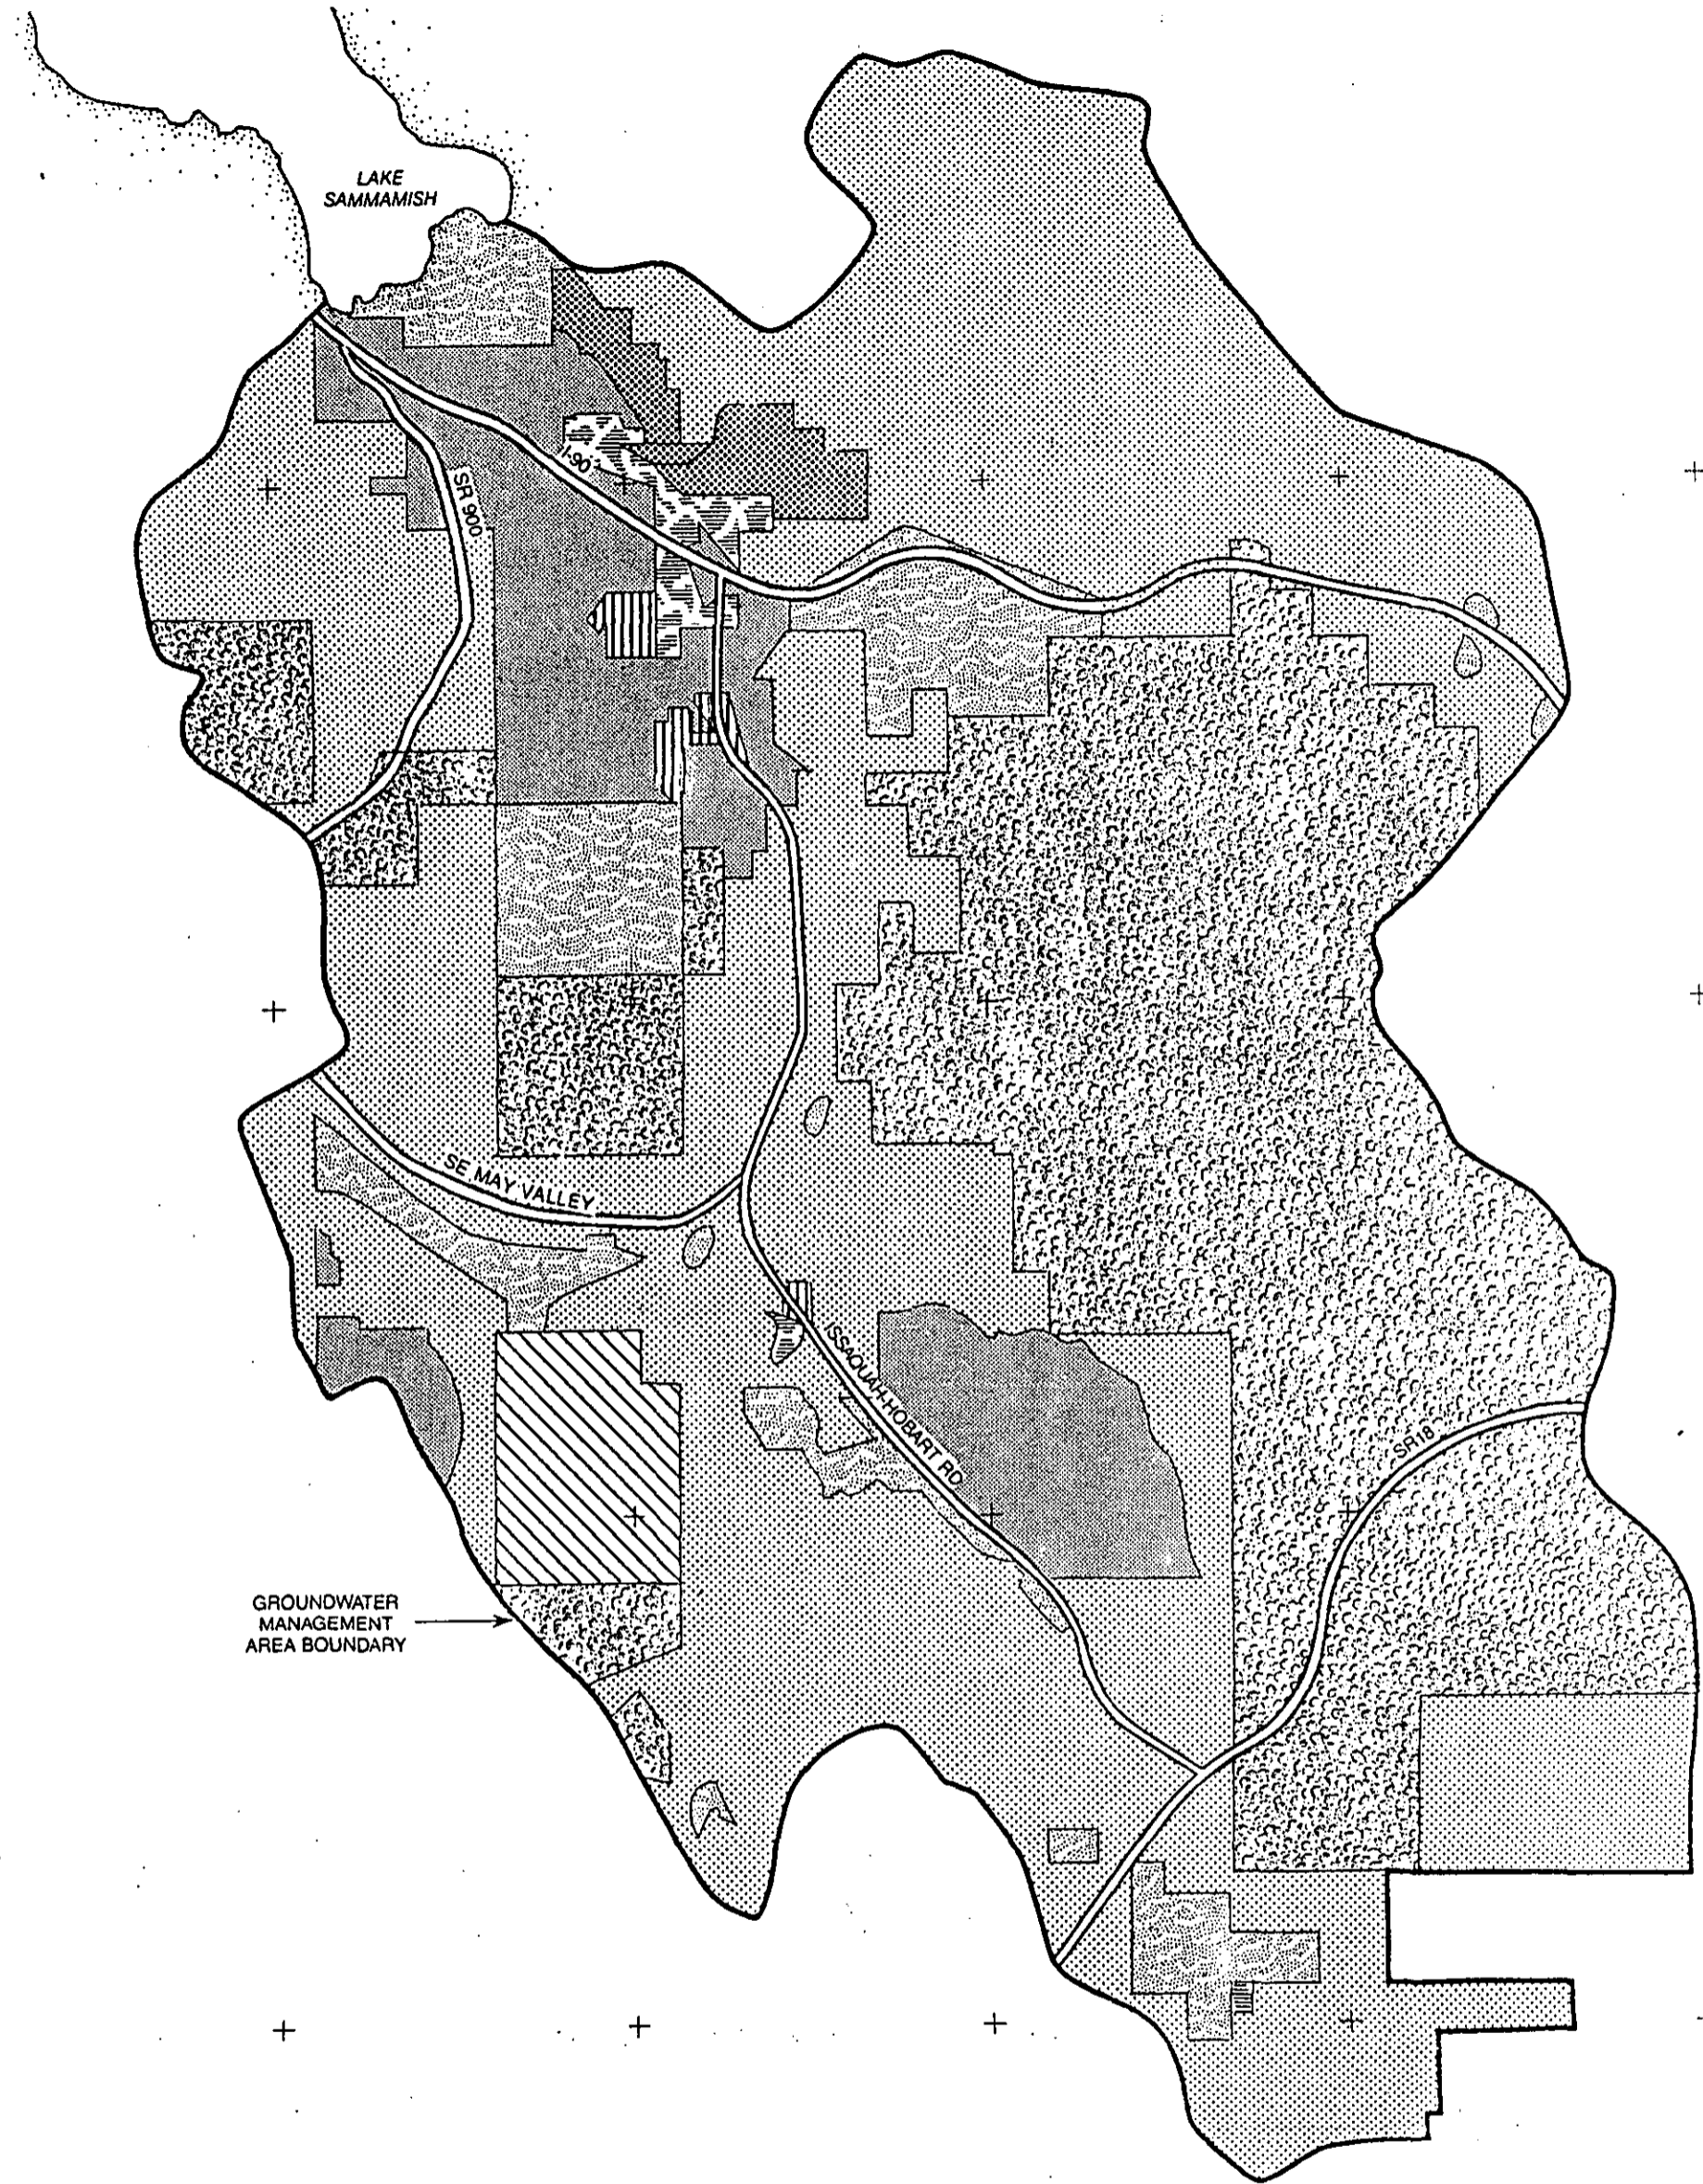 LAKE
SAMMAMISH
I-90
SR 900
SE MAY VALLEY
ISSAQUAH-HOBART RD
SR18
GROUNDWATER
MANAGEMENT
AREA BOUNDARY